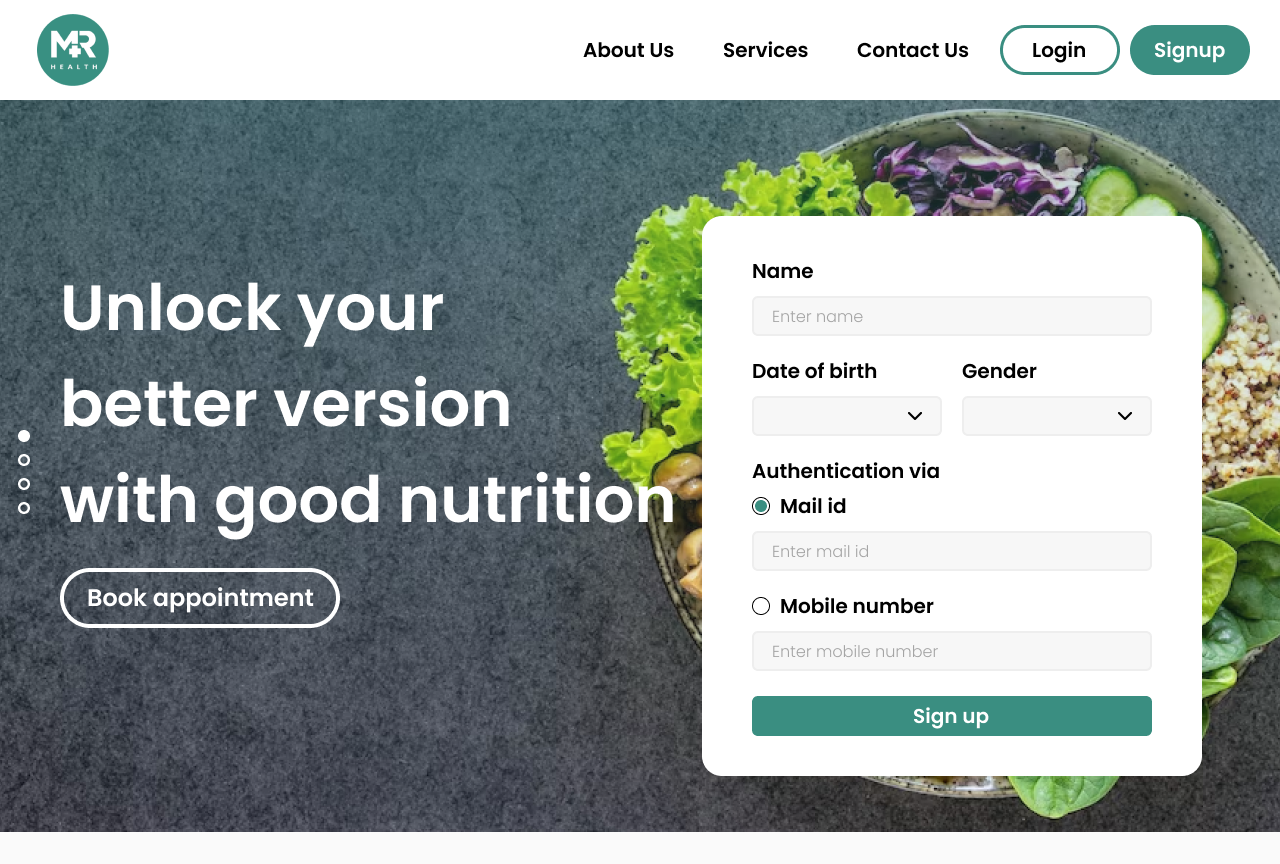 MR
HEALTH
About Us
Services
Contact Us
Login
Signup
Unlock your
better version
with good nutrition
Book appointment
Name
Enter name
Date of birth
Gender
Authentication via
Mail id
Enter mail id
Mobile number
Enter mobile number
Sign up